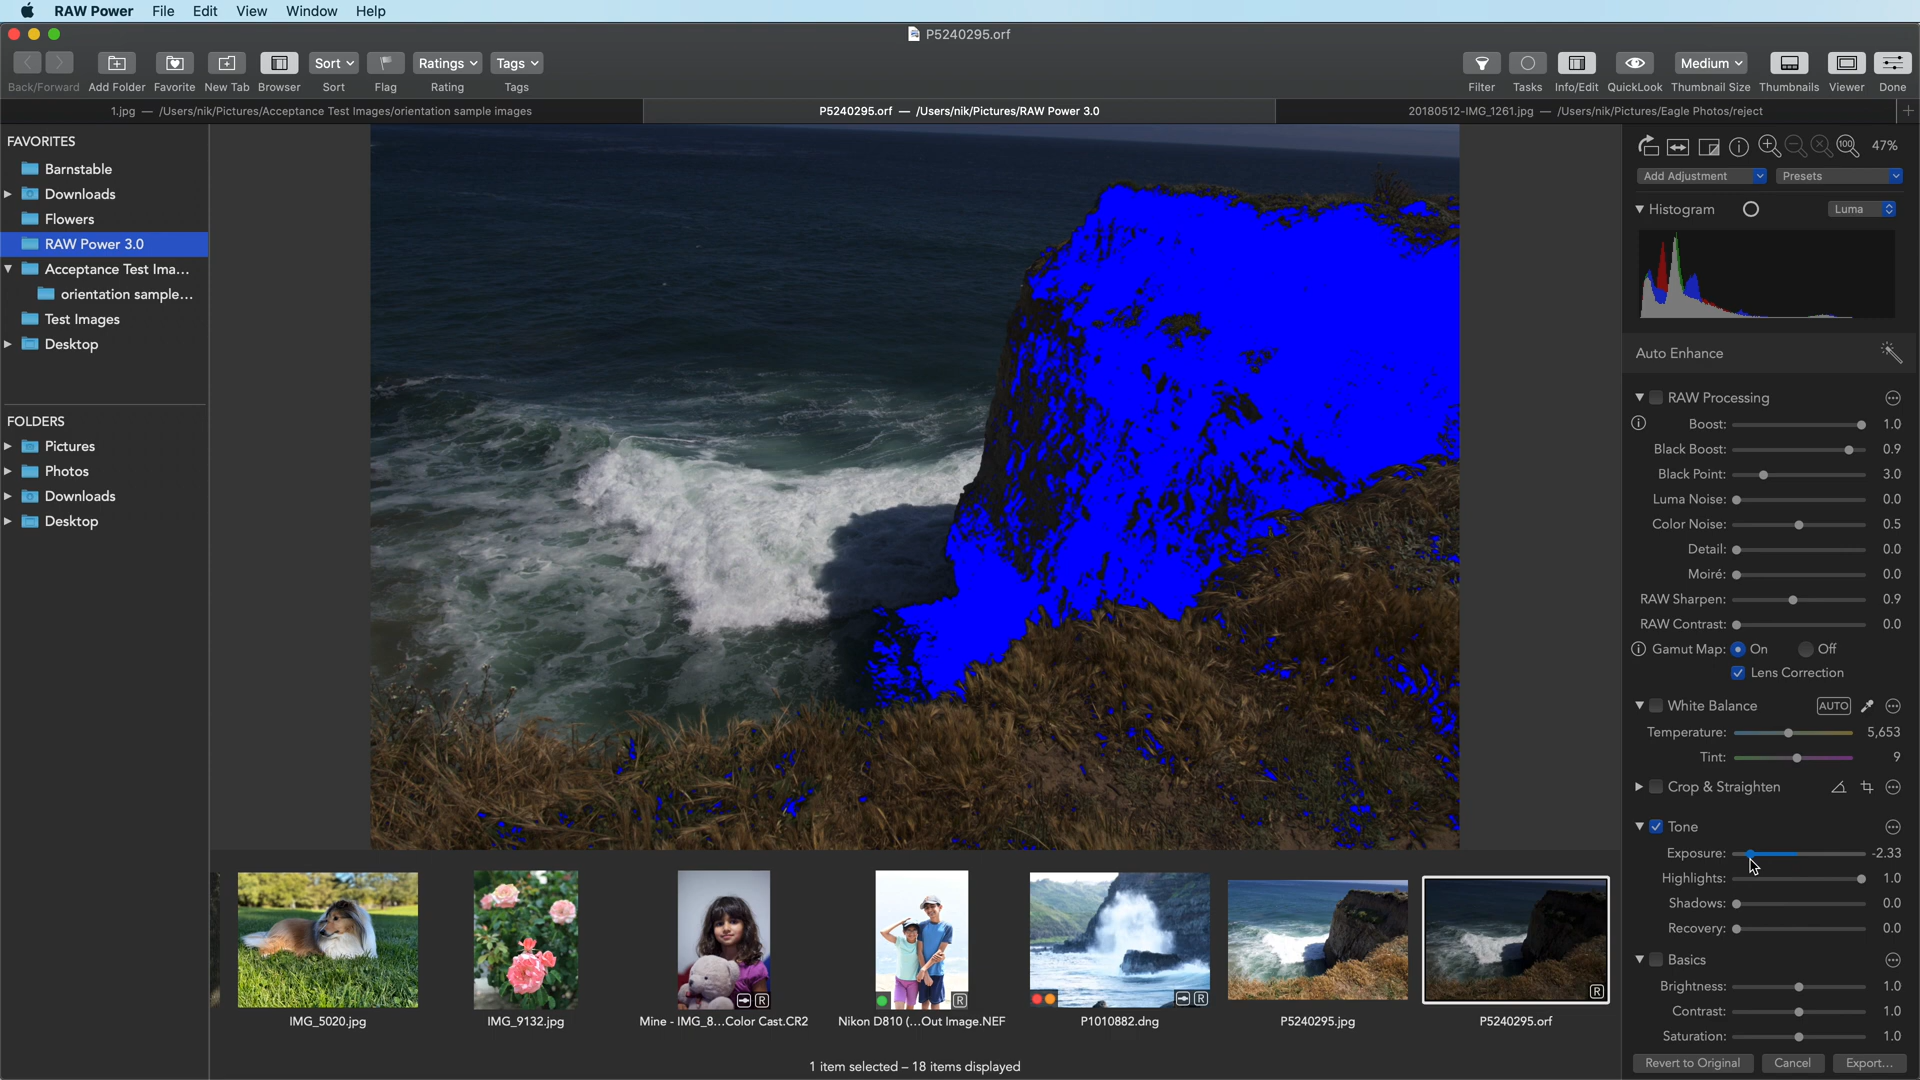 RAW Power File Edit View Window Help
P5240295.orf
Sort Ratings Tags Medium
Back/Forward Add Folder Favorite New Tab Browser Sort Flag Rating Tags Filter Tasks Info/Edit QuickLook Thumbnail Size Thumbnails Viewer Done
1.jpg — /Users/nik/Pictures/Acceptance Test Images/orientation sample images
P5240295.orf — /Users/nik/Pictures/RAW Power 3.0
20180512-IMG_1261.jpg — /Users/nik/Pictures/Eagle Photos/reject
FAVORITES
Barnstable
Downloads
Flowers
RAW Power 3.0
Acceptance Test Ima...
orientation sample...
Test Images
Desktop
FOLDERS
Pictures
Photos
Downloads
Desktop
100 47%
Add Adjustment Presets
Histogram Luma
Auto Enhance
RAW Processing
Boost: 1.0
Black Boost: 0.9
Black Point: 3.0
Luma Noise: 0.0
Color Noise: 0.5
Detail: 0.0
Moiré: 0.0
RAW Sharpen: 0.9
RAW Contrast: 0.0
Gamut Map: On Off
Lens Correction
White Balance AUTO
Temperature: 5,653
Tint: 9
Crop & Straighten
Tone
Exposure: -2.33
Highlights: 1.0
Shadows: 0.0
Recovery: 0.0
Basics
Brightness: 1.0
Contrast: 1.0
Saturation: 1.0
Revert to Original Cancel Export...
R R R R
IMG_5020.jpg
IMG_9132.jpg
Mine - IMG_8...Color Cast.CR2
Nikon D810 (...Out Image.NEF
P1010882.dng
P5240295.jpg
P5240295.orf
1 item selected – 18 items displayed